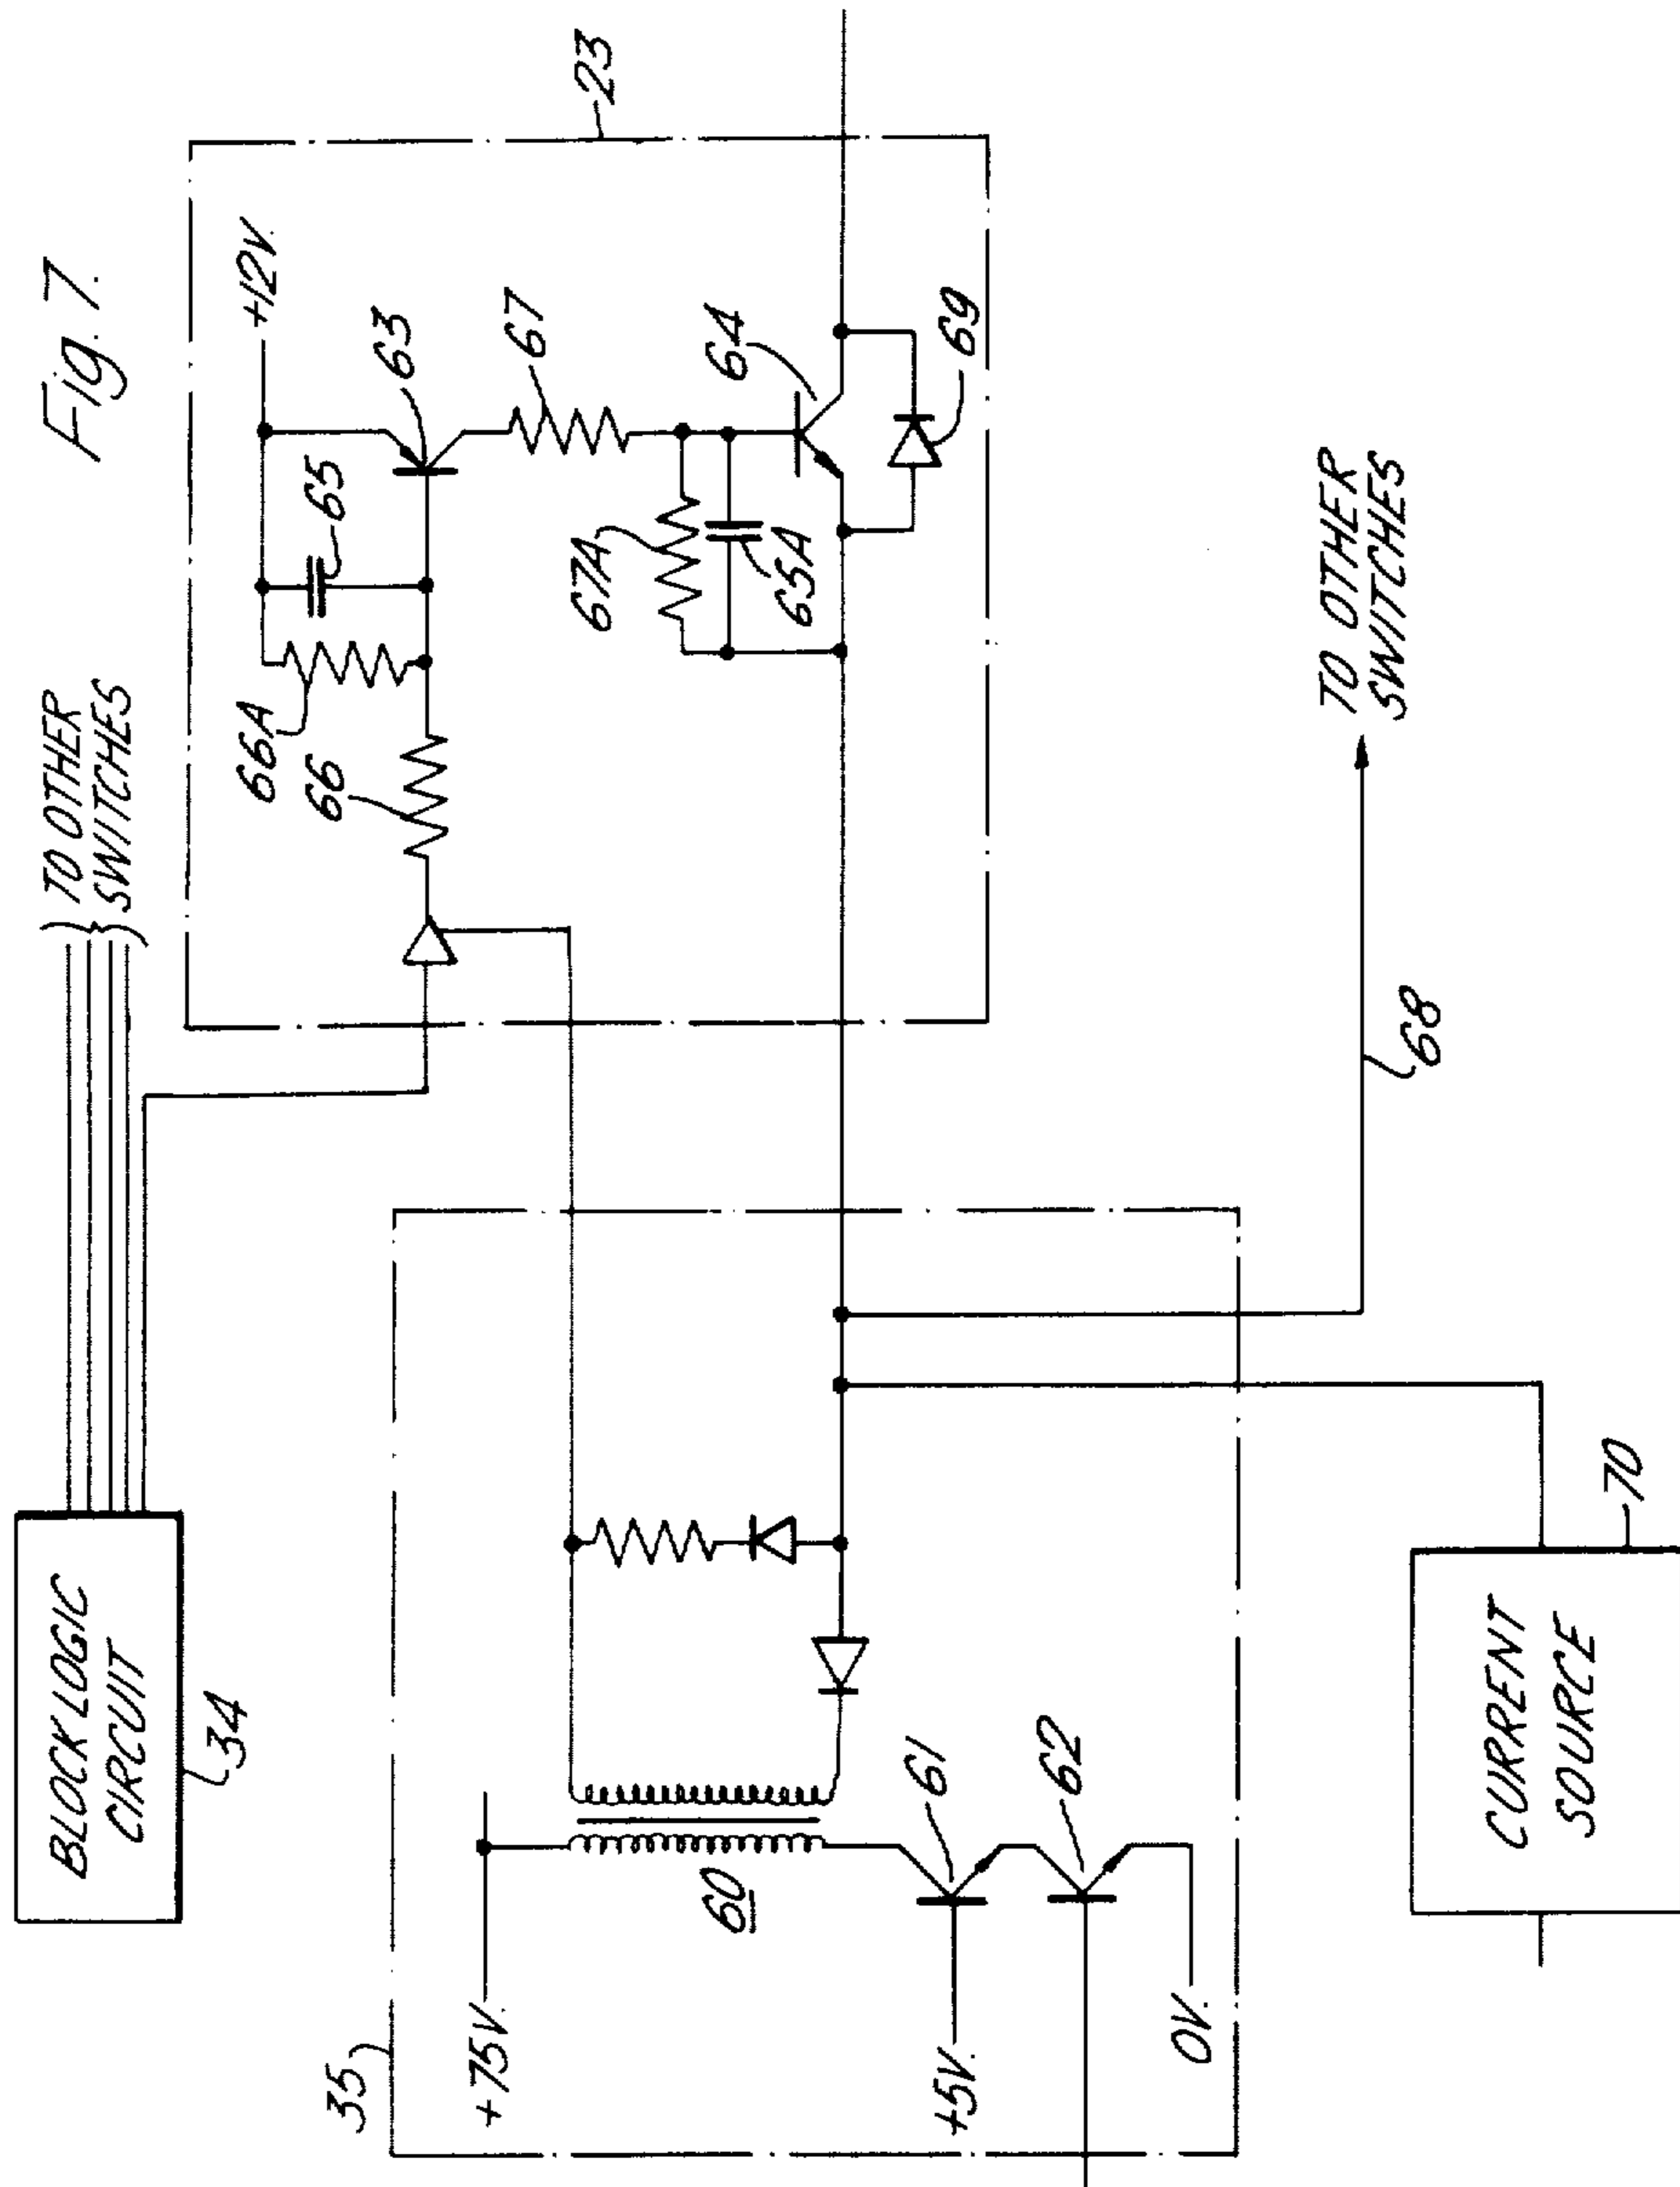 Fig. 7.
BLOCK LOGIC
CIRCUIT
34
TO OTHER
SWITCHES
23
+12V.
66A
65
63
66
67
67A
65A
64
69
35
+75V.
60
61
62
+5V.
0V.
68
TO OTHER
SWITCHES
CURRENT
SOURCE
70